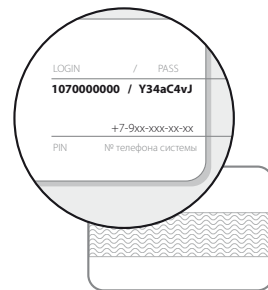 LOGIN / PASS
1070000000 / Y34aC4vJ
+7-9xx-xxx-xx-xx
PIN № телефона системы